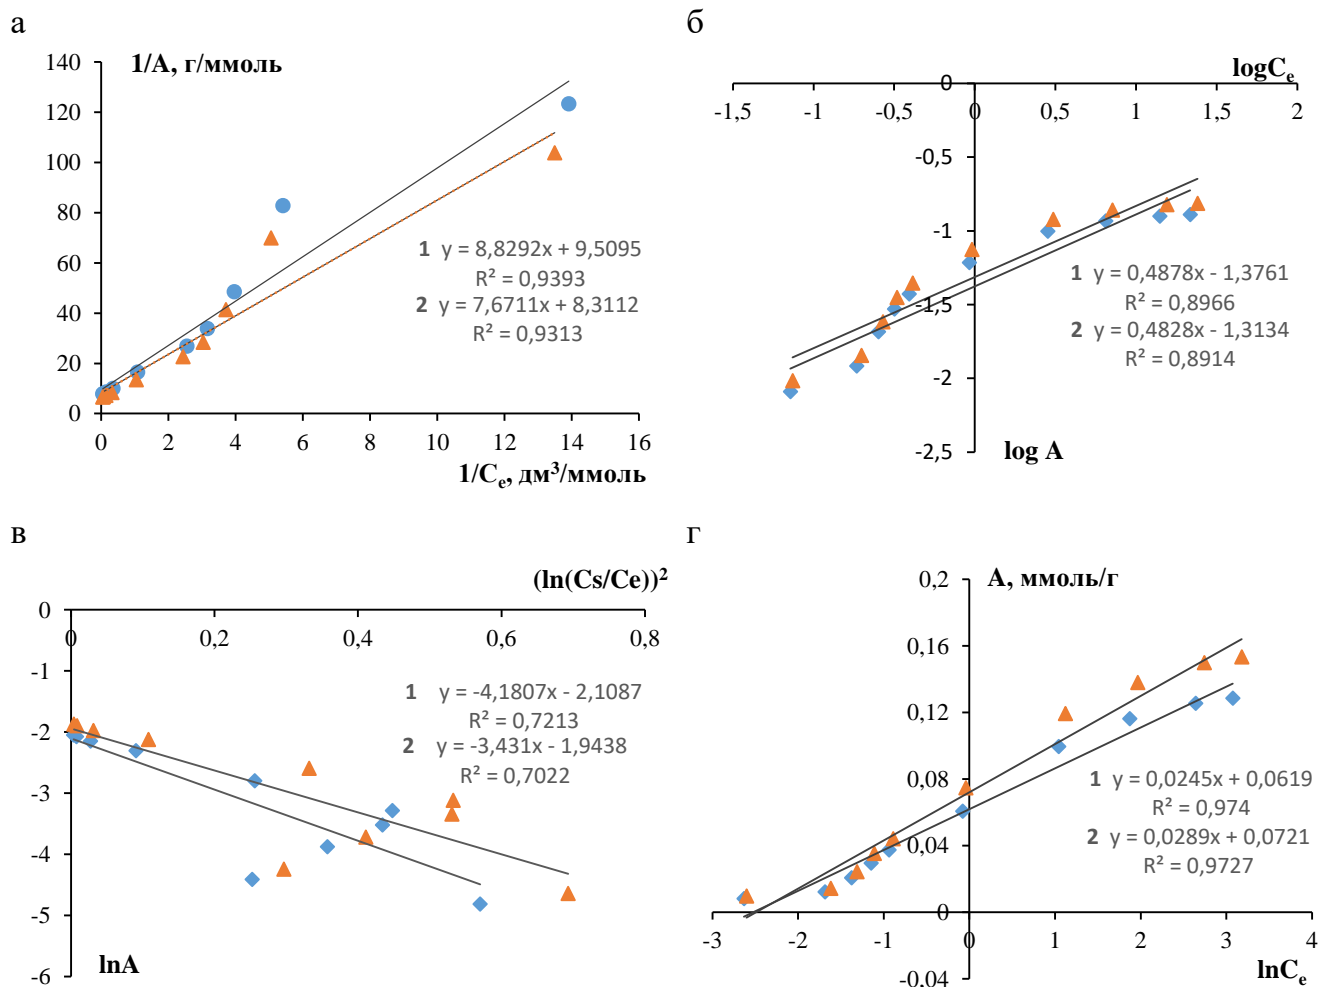 а
1/A, г/ммоль
140
120
100
80
60
40
20
0
0 2 4 6 8 10 12 14 16
1/Cₑ, дм³/ммоль
1 y = 8,8292x + 9,5095
R² = 0,9393
2 y = 7,6711x + 8,3112
R² = 0,9313
б
logCₑ
0
-1,5 -1 -0,5 0 0,5 1 1,5 2
-0,5
-1
-1,5
-2
-2,5
log A
1 y = 0,4878x - 1,3761
R² = 0,8966
2 y = 0,4828x - 1,3134
R² = 0,8914
в
(ln(Cs/Ce))²
0
0 0,2 0,4 0,6 0,8
-1
-2
-3
-4
-5
-6
lnA
1 y = -4,1807x - 2,1087
R² = 0,7213
2 y = -3,431x - 1,9438
R² = 0,7022
г
А, ммоль/г
0,2
0,16
0,12
0,08
0,04
0
-0,04
-3 -2 -1 0 1 2 3 4
lnCₑ
1 y = 0,0245x + 0,0619
R² = 0,974
2 y = 0,0289x + 0,0721
R² = 0,9727